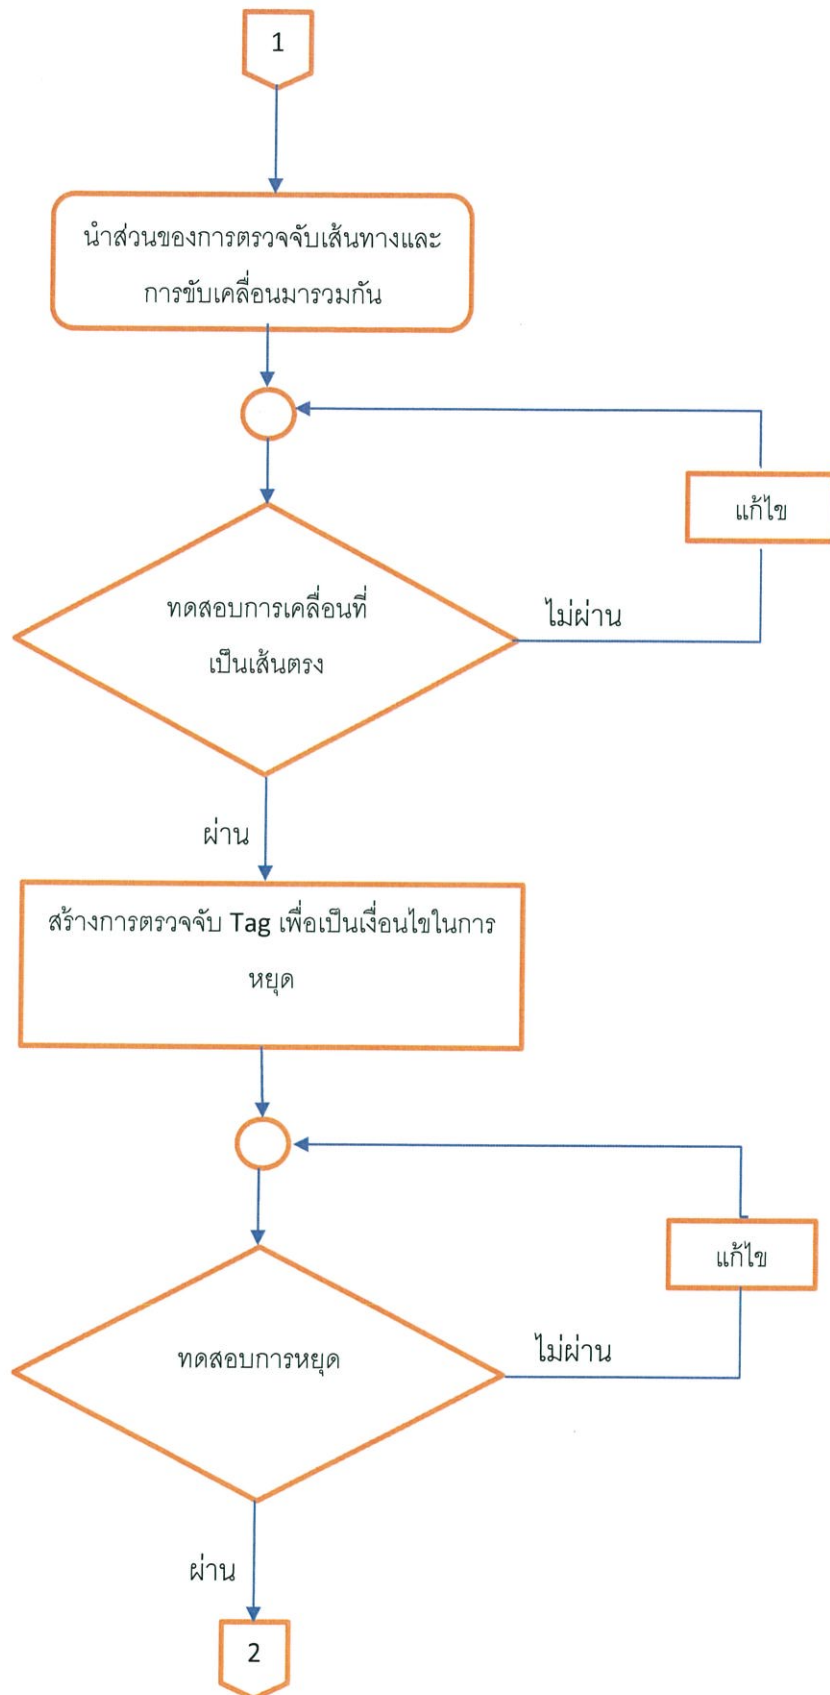 1
นำส่วนของการตรวจจับเส้นทางและ
การขับเคลื่อนมารวมกัน
แก้ไข
ทดสอบการเคลื่อนที่
เป็นเส้นตรง
ไม่ผ่าน
ผ่าน
สร้างการตรวจจับ Tag เพื่อเป็นเงื่อนไขในการ
หยุด
แก้ไข
ทดสอบการหยุด
ไม่ผ่าน
ผ่าน
2